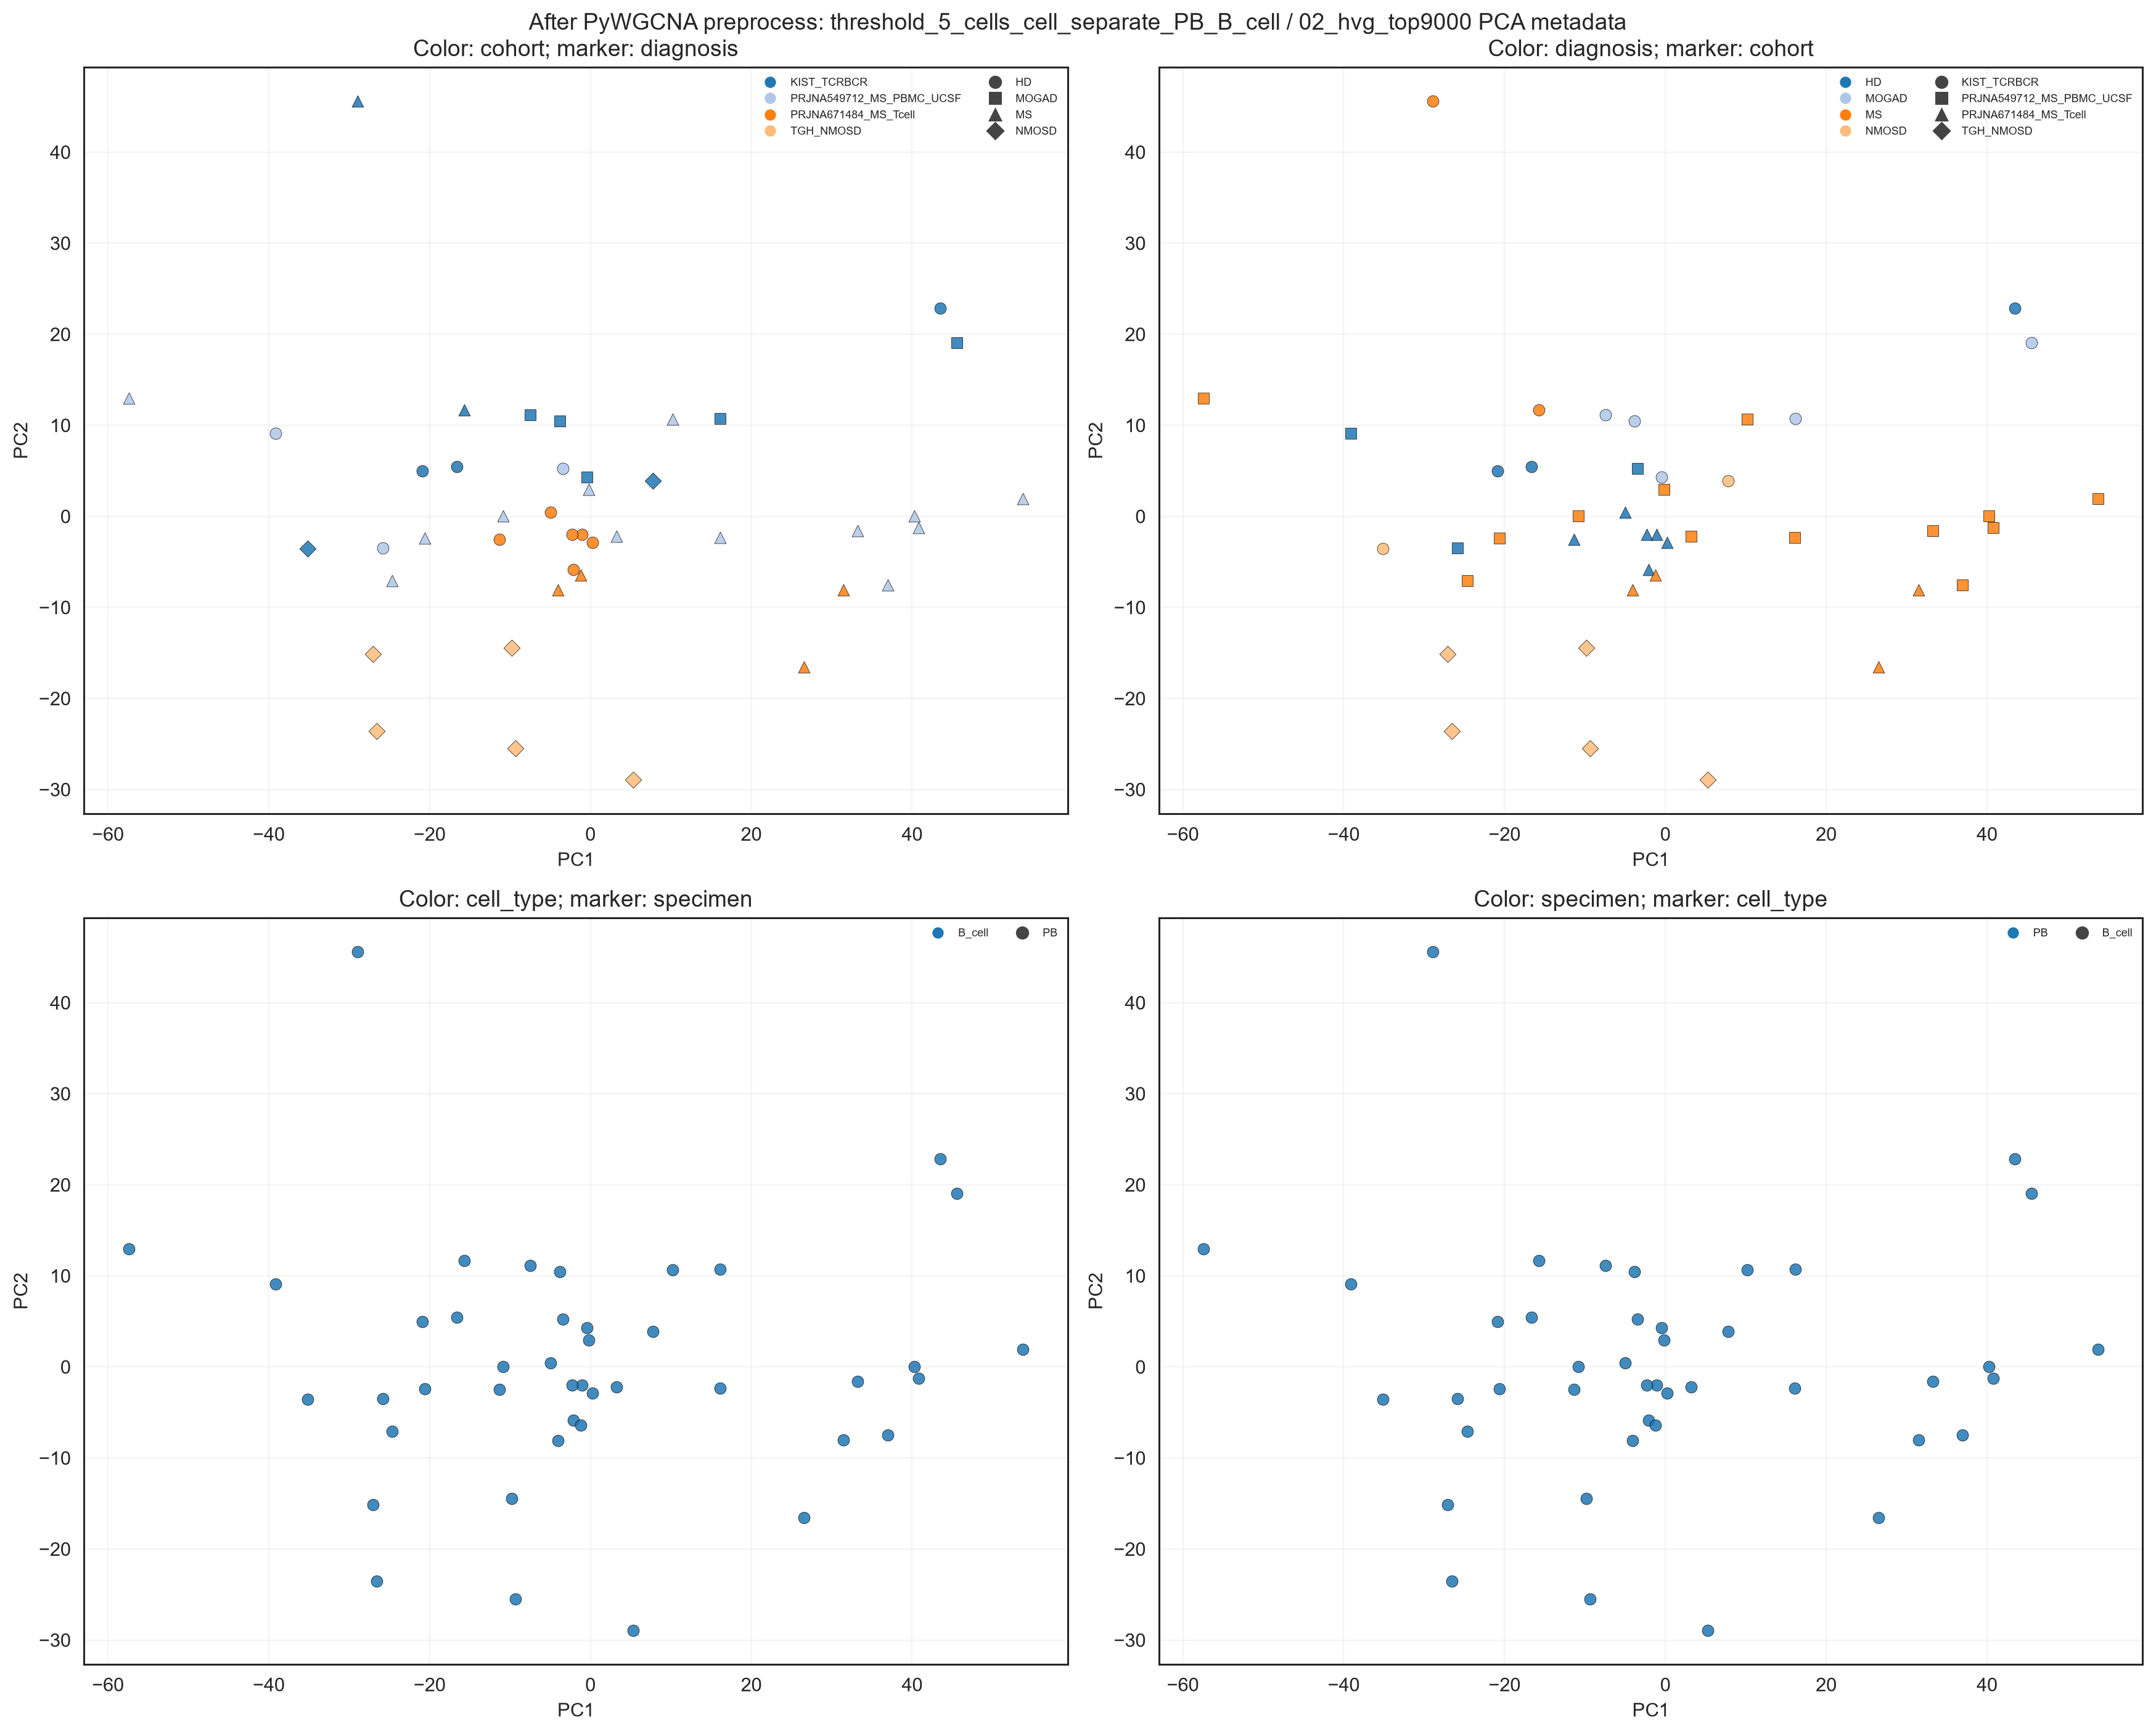 After PyWGCNA preprocess: threshold_5_cells_cell_separate_PB_B_cell / 02_hvg_top9000 PCA metadata
Color: cohort; marker: diagnosis
KIST_TCRBCR
PRJNA549712_MS_PBMC_UCSF
PRJNA671484_MS_Tcell
TGH_NMOSD
HD
MOGAD
MS
NMOSD
40
30
20
10
0
−10
−20
−30
PC2
−60
−40
−20
0
20
40
PC1
Color: diagnosis; marker: cohort
HD
MOGAD
MS
NMOSD
KIST_TCRBCR
PRJNA549712_MS_PBMC_UCSF
PRJNA671484_MS_Tcell
TGH_NMOSD
40
30
20
10
0
−10
−20
−30
PC2
−60
−40
−20
0
20
40
PC1
Color: cell_type; marker: specimen
B_cell
PB
40
30
20
10
0
−10
−20
−30
PC2
−60
−40
−20
0
20
40
PC1
Color: specimen; marker: cell_type
PB
B_cell
40
30
20
10
0
−10
−20
−30
PC2
−60
−40
−20
0
20
40
PC1